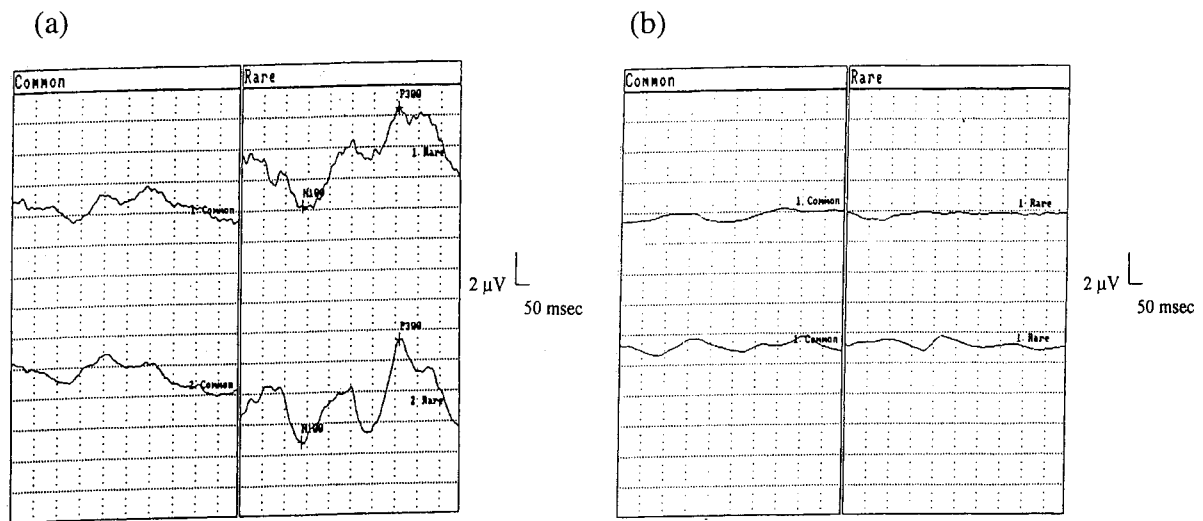 (a)
Common
Rare
P300
1. Rare
N100
1. Common
P300
2. Common
2. Rare
N100
2 μV
50 msec
(b)
Common
Rare
1. Common
1. Rare
1. Common
1. Rare
2 μV
50 msec